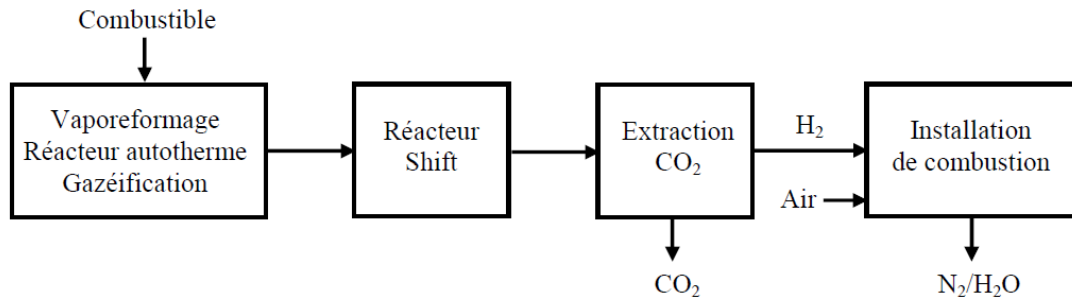 Combustible
Vaporeformage
Réacteur autotherme
Gazéification
Réacteur
Shift
Extraction
CO₂
H₂
Air
Installation
de combustion
CO₂
N₂/H₂O